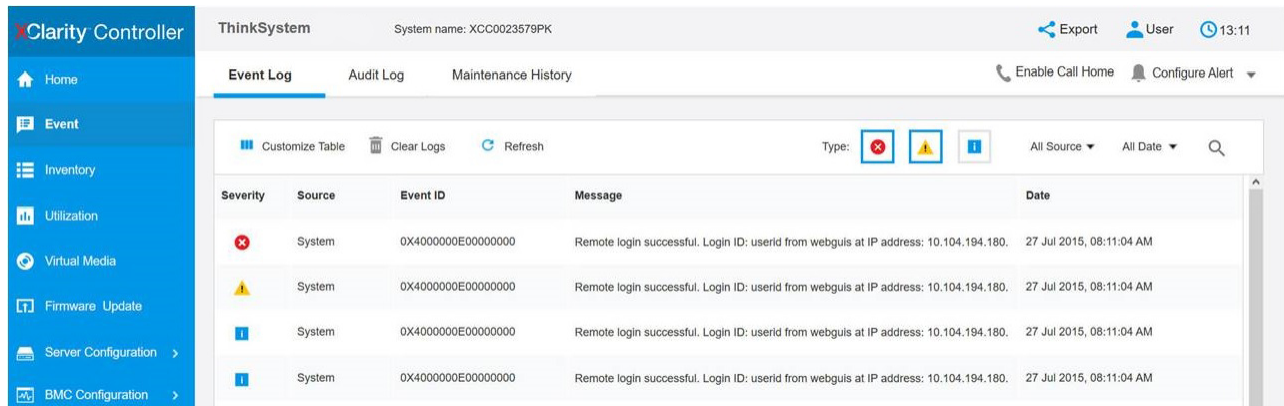 XClarity Controller
ThinkSystem System name: XCC0023579PK Export User 13:11
Home
Event Log Audit Log Maintenance History Enable Call Home Configure Alert
Event
Customize Table Clear Logs Refresh Type: All Source All Date
Inventory
Severity Source Event ID Message Date
Utilization
System 0X4000000E00000000 Remote login successful. Login ID: userid from webguis at IP address: 10.104.194.180. 27 Jul 2015, 08:11:04 AM
Virtual Media
System 0X4000000E00000000 Remote login successful. Login ID: userid from webguis at IP address: 10.104.194.180. 27 Jul 2015, 08:11:04 AM
Firmware Update
System 0X4000000E00000000 Remote login successful. Login ID: userid from webguis at IP address: 10.104.194.180. 27 Jul 2015, 08:11:04 AM
Server Configuration
System 0X4000000E00000000 Remote login successful. Login ID: userid from webguis at IP address: 10.104.194.180. 27 Jul 2015, 08:11:04 AM
BMC Configuration